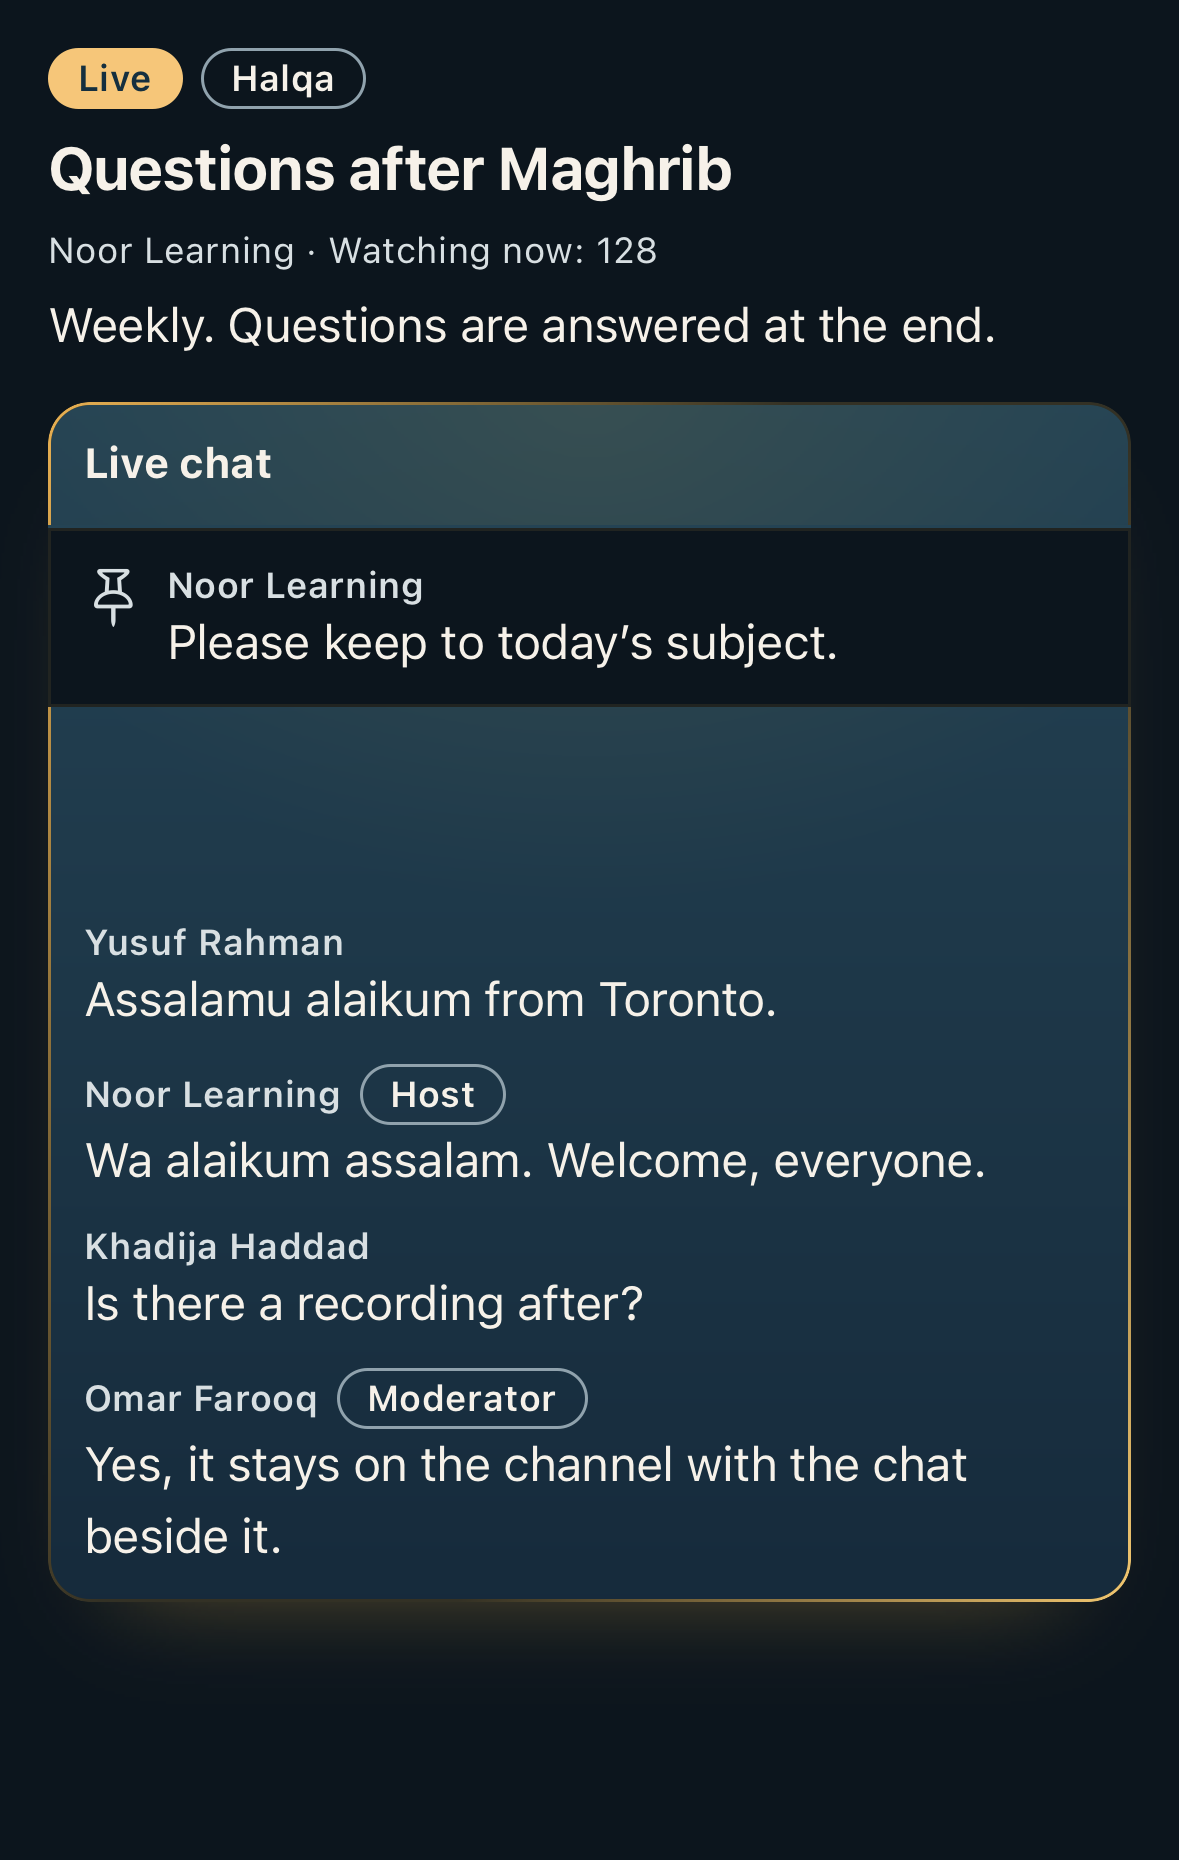 Live
Halqa
Questions after Maghrib
Noor Learning · Watching now: 128
Weekly. Questions are answered at the end.
Live chat
Noor Learning
Please keep to today’s subject.
Yusuf Rahman
Assalamu alaikum from Toronto.
Noor Learning Host
Wa alaikum assalam. Welcome, everyone.
Khadija Haddad
Is there a recording after?
Omar Farooq Moderator
Yes, it stays on the channel with the chat
beside it.